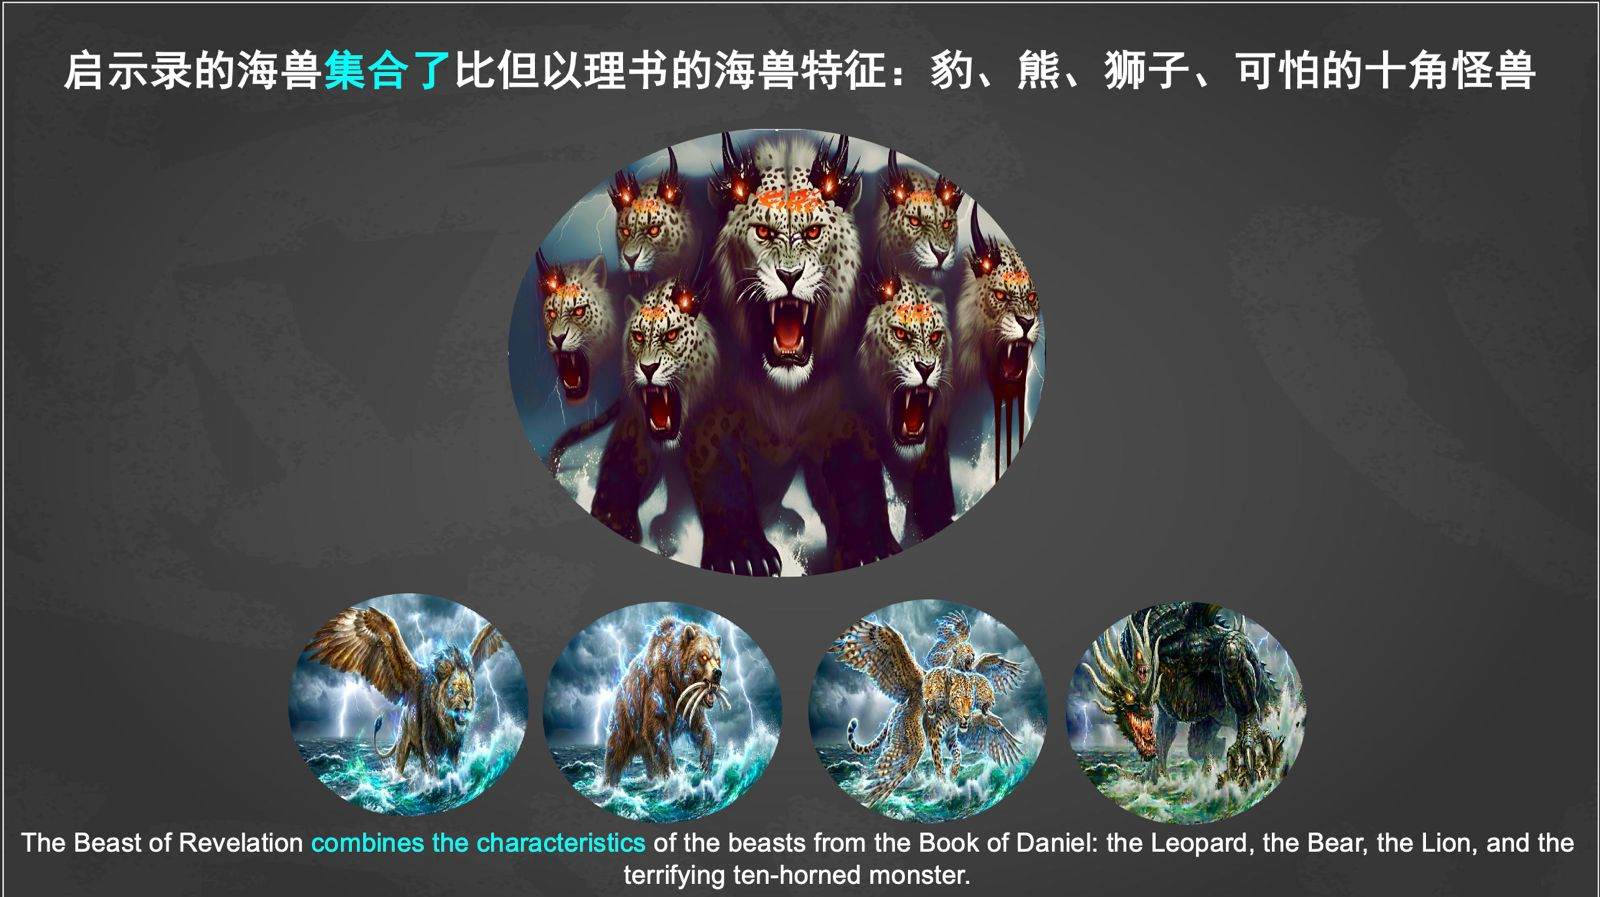 启示录的海兽集合了比但以理书的海兽特征：豹、熊、狮子、可怕的十角怪兽
The Beast of Revelation combines the characteristics of the beasts from the Book of Daniel: the Leopard, the Bear, the Lion, and the
terrifying ten-horned monster.